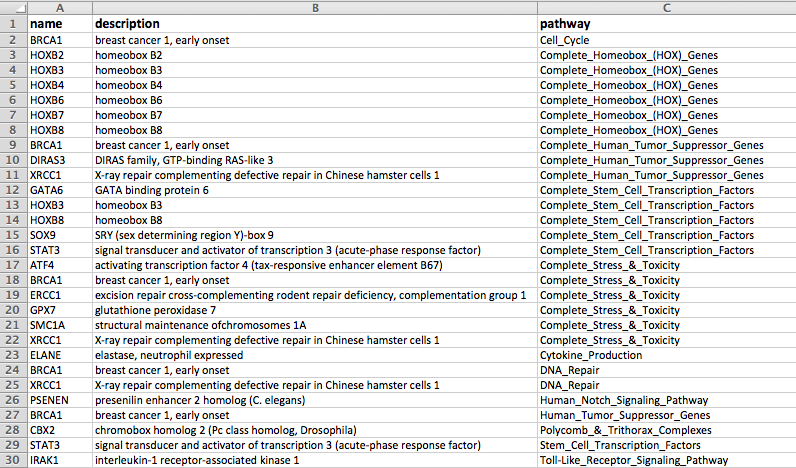 A B C
1 name description pathway
2 BRCA1 breast cancer 1, early onset Cell_Cycle
3 HOXB2 homeobox B2 Complete_Homeobox_(HOX)_Genes
4 HOXB3 homeobox B3 Complete_Homeobox_(HOX)_Genes
5 HOXB4 homeobox B4 Complete_Homeobox_(HOX)_Genes
6 HOXB6 homeobox B6 Complete_Homeobox_(HOX)_Genes
7 HOXB7 homeobox B7 Complete_Homeobox_(HOX)_Genes
8 HOXB8 homeobox B8 Complete_Homeobox_(HOX)_Genes
9 BRCA1 breast cancer 1, early onset Complete_Human_Tumor_Suppressor_Genes
10 DIRAS3 DIRAS family, GTP-binding RAS-like 3 Complete_Human_Tumor_Suppressor_Genes
11 XRCC1 X-ray repair complementing defective repair in Chinese hamster cells 1 Complete_Human_Tumor_Suppressor_Genes
12 GATA6 GATA binding protein 6 Complete_Stem_Cell_Transcription_Factors
13 HOXB3 homeobox B3 Complete_Stem_Cell_Transcription_Factors
14 HOXB8 homeobox B8 Complete_Stem_Cell_Transcription_Factors
15 SOX9 SRY (sex determining region Y)-box 9 Complete_Stem_Cell_Transcription_Factors
16 STAT3 signal transducer and activator of transcription 3 (acute-phase response factor) Complete_Stem_Cell_Transcription_Factors
17 ATF4 activating transcription factor 4 (tax-responsive enhancer element B67) Complete_Stress_&_Toxicity
18 BRCA1 breast cancer 1, early onset Complete_Stress_&_Toxicity
19 ERCC1 excision repair cross-complementing rodent repair deficiency, complementation group 1 Complete_Stress_&_Toxicity
20 GPX7 glutathione peroxidase 7 Complete_Stress_&_Toxicity
21 SMC1A structural maintenance ofchromosomes 1A Complete_Stress_&_Toxicity
22 XRCC1 X-ray repair complementing defective repair in Chinese hamster cells 1 Complete_Stress_&_Toxicity
23 ELANE elastase, neutrophil expressed Cytokine_Production
24 BRCA1 breast cancer 1, early onset DNA_Repair
25 XRCC1 X-ray repair complementing defective repair in Chinese hamster cells 1 DNA_Repair
26 PSENEN presenilin enhancer 2 homolog (C. elegans) Human_Notch_Signaling_Pathway
27 BRCA1 breast cancer 1, early onset Human_Tumor_Suppressor_Genes
28 CBX2 chromobox homolog 2 (Pc class homolog, Drosophila) Polycomb_&_Trithorax_Complexes
29 STAT3 signal transducer and activator of transcription 3 (acute-phase response factor) Stem_Cell_Transcription_Factors
30 IRAK1 interleukin-1 receptor-associated kinase 1 Toll-Like_Receptor_Signaling_Pathway